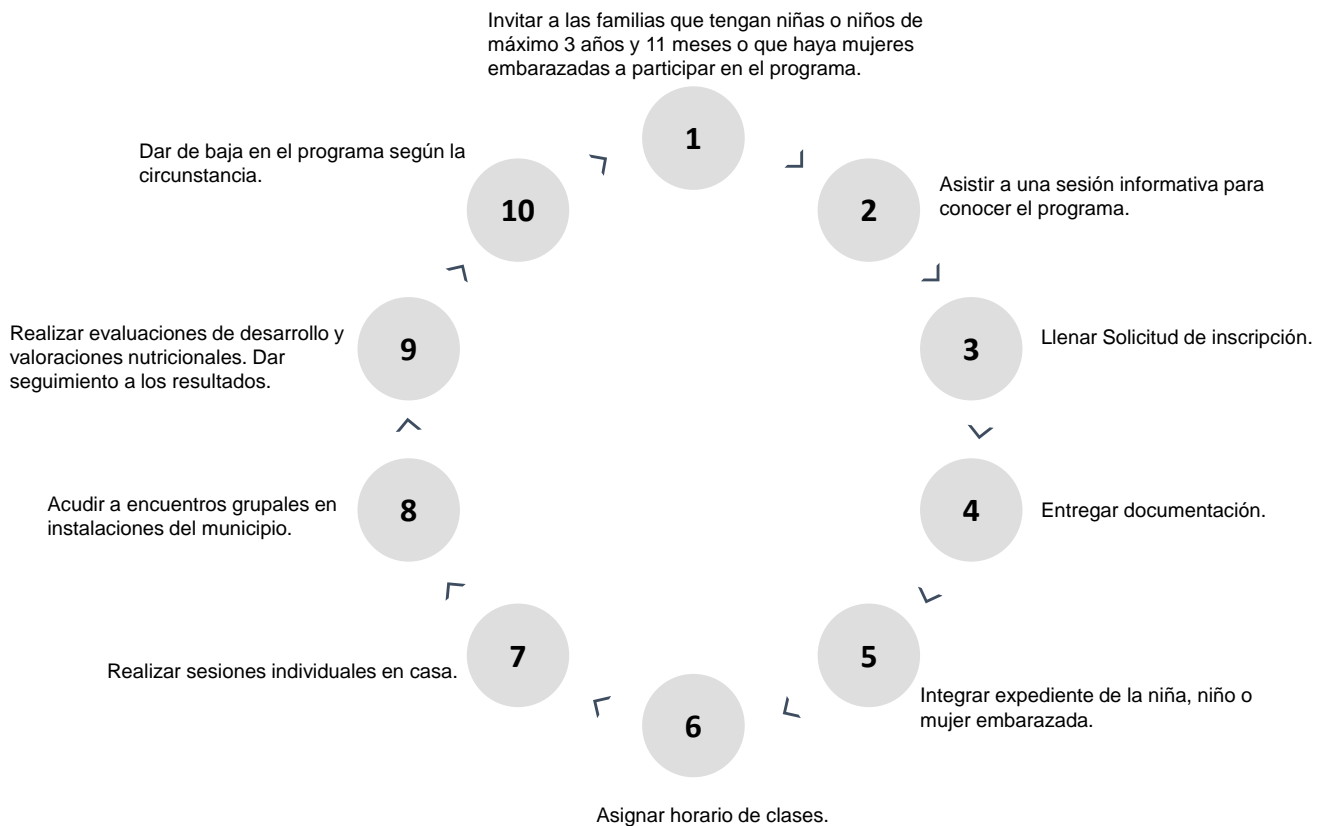 Invitar a las familias que tengan niñas o niños de
máximo 3 años y 11 meses o que haya mujeres
embarazadas a participar en el programa.
1
Asistir a una sesión informativa para
conocer el programa.
2
Llenar Solicitud de inscripción.
3
Entregar documentación.
4
Integrar expediente de la niña, niño o
mujer embarazada.
5
Asignar horario de clases.
6
Realizar sesiones individuales en casa.
7
Acudir a encuentros grupales en
instalaciones del municipio.
8
Realizar evaluaciones de desarrollo y
valoraciones nutricionales. Dar
seguimiento a los resultados.
9
Dar de baja en el programa según la
circunstancia.
10